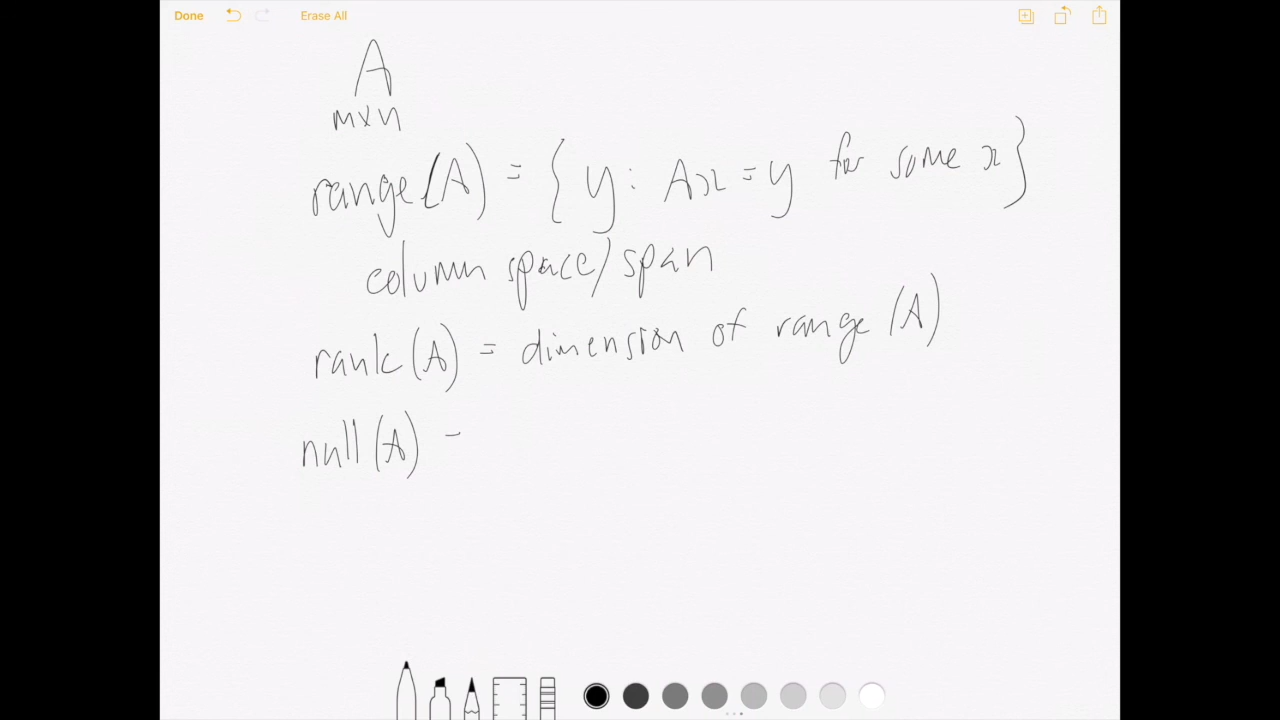 Done Erase All
A
m×n
range(A) = { y : Ax = y for some x }
column space/span
rank(A) = dimension of range (A)
null(A) -